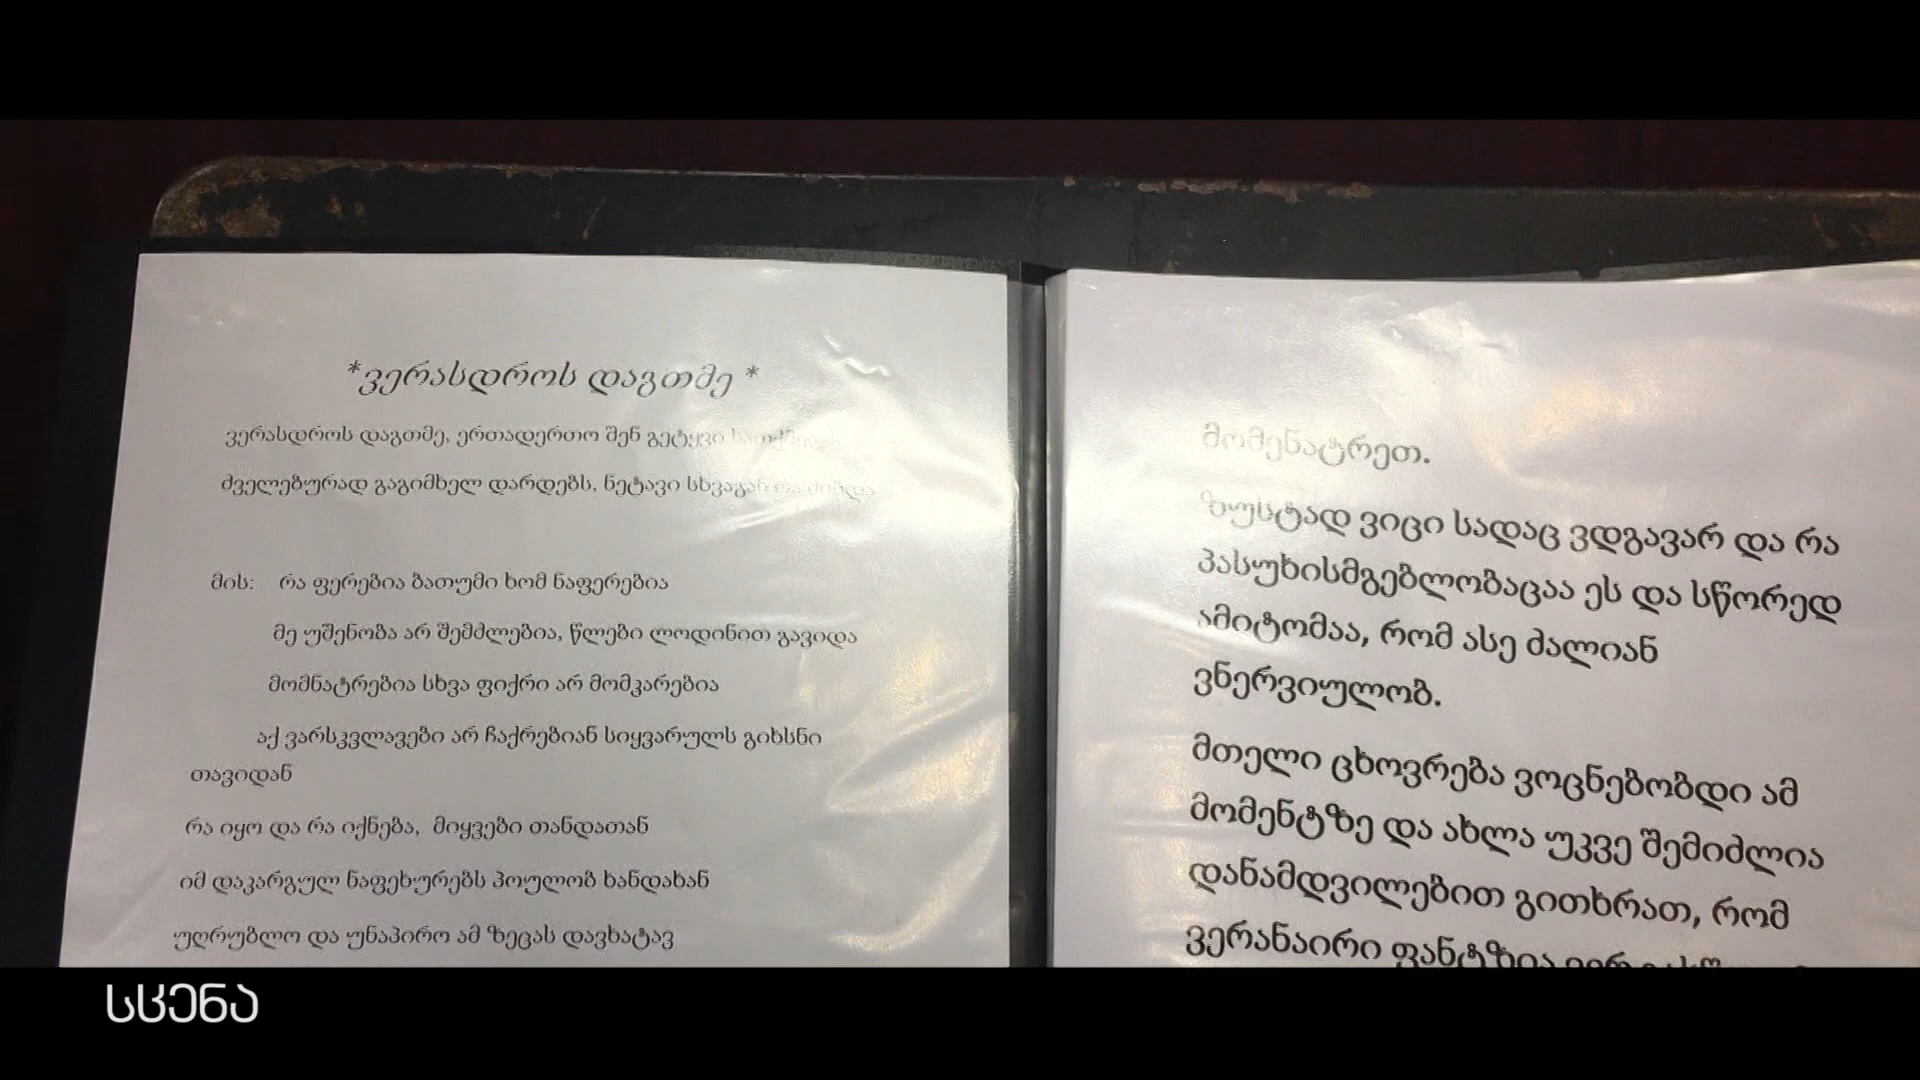 *ვერასდროს დაგთმე *
ვერასდროს დაგთმე, ერთადერთო შენ გეტყვი
ძველებურად გაგიმხელ დარდებს, ნეტავი
მის: რა ფერებია ბათუმი ხომ ნაფერებია
მე უშენობა არ შემძლებია, წლები ლოდინით გავიდა
მომნატრებია სხვა ფიქრი არ მომკარებია
აქ ვარსკვლავები არ ჩაქრებიან სიყვარულს გიხსნი
თავიდან
რა იყო და რა იქნება, მიყვები თანდათან
იმ დაკარგულ ნაფეხურებს პოულობ ხანდახან
უღრუბლო და უნაპირო ამ ზეცას დავხატავ
მომენატრეთ.
ზუსტად ვიცი სადაც ვდგავარ და რა
პასუხისმგებლობაცაა ეს და სწორედ
ამიტომაა, რომ ასე ძალიან
ვნერვიულობ.
მთელი ცხოვრება ვოცნებობდი ამ
მომენტზე და ახლა უკვე შემიძლია
დანამდვილებით გითხრათ, რომ
ვერანაირი ფანტზია
სცენა